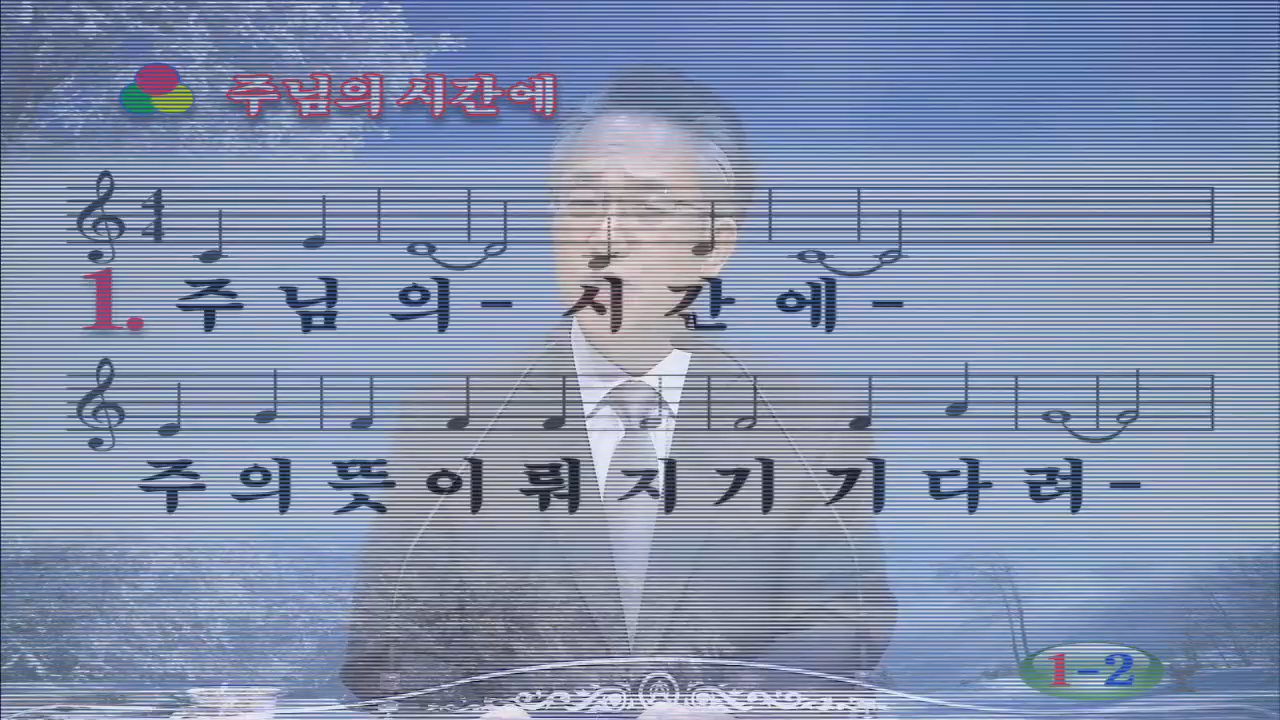 주님의 시간에
1. 주 님 의 - 시 간 에 -
주 의 뜻 이 뤄 지 기 기 다 려 -
1-2